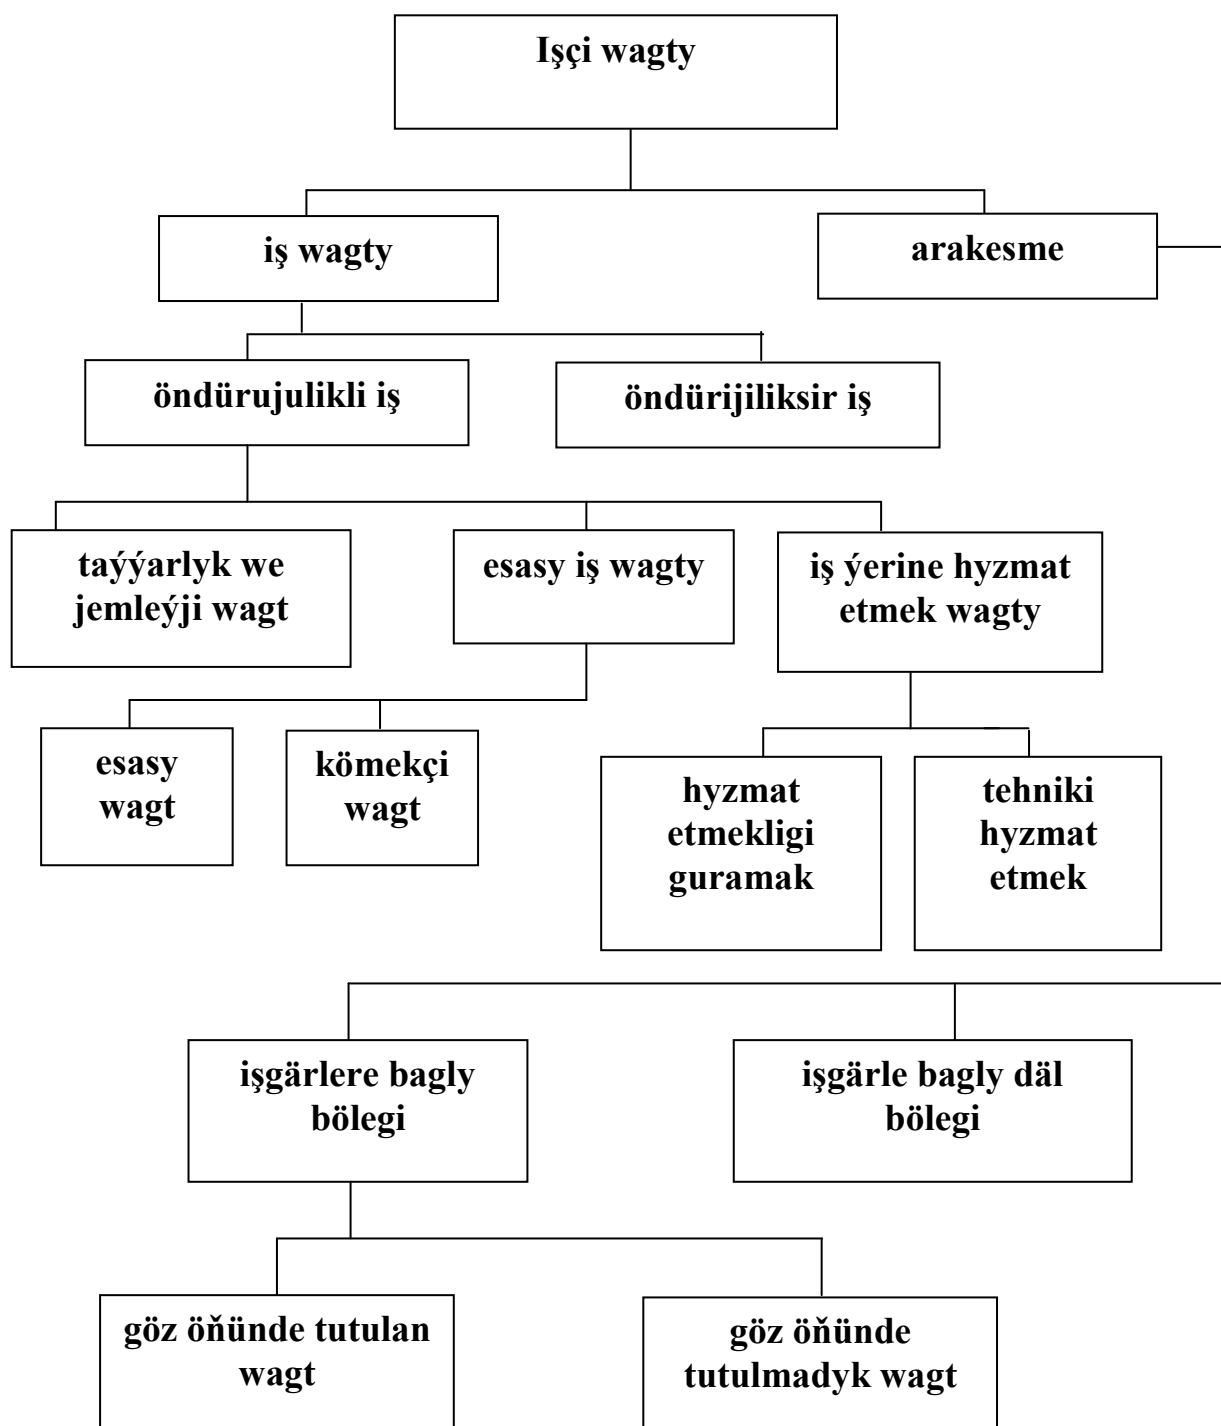 Işçi wagty
iş wagty
arakesme
öndürujulikli iş
öndürijiliksir iş
taýýarlyk we
jemleýji wagt
esasy iş wagty
iş ýerine hyzmat
etmek wagty
esasy
wagt
kömekçi
wagt
hyzmat
etmekligi
guramak
tehniki
hyzmat
etmek
işgärlere bagly
bölegi
işgärle bagly däl
bölegi
göz öňünde tutulan
wagt
göz öňünde
tutulmadyk wagt